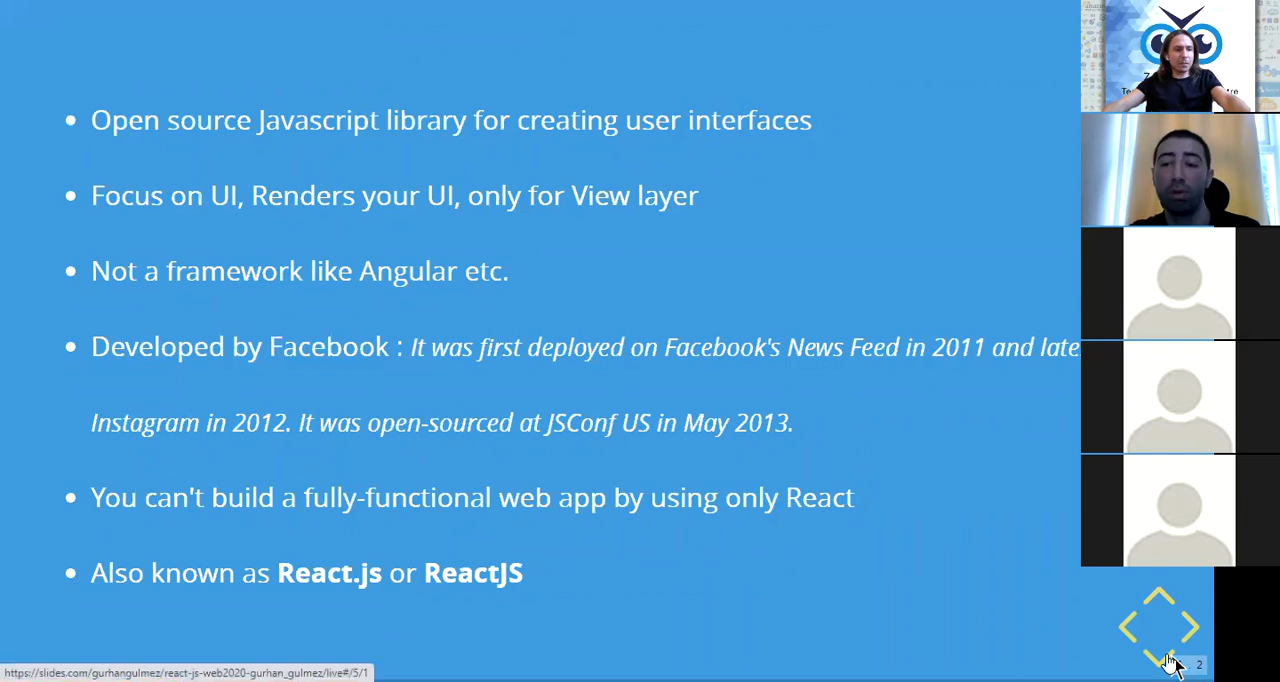 Open source Javascript library for creating user interfaces
Focus on UI, Renders your UI, only for View layer
Not a framework like Angular etc.
Developed by Facebook : It was first deployed on Facebook's News Feed in 2011 and late
Instagram in 2012. It was open-sourced at JSConf US in May 2013.
You can't build a fully-functional web app by using only React
Also known as React.js or ReactJS
2
https://slides.com/gurhangulmez/react-js-web2020-gurhan_gulmez/live#/5/1